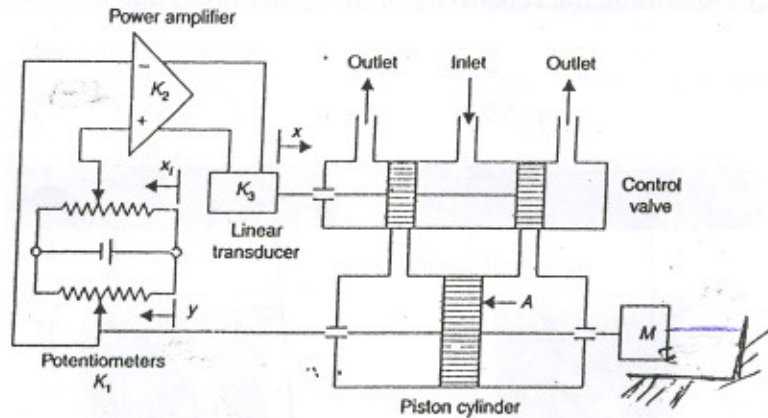 Power amplifier
−
K2
+
Outlet
Inlet
Outlet
x
xi
K3
Control
valve
Linear
transducer
y
A
M
Potentiometers
K1
Piston cylinder